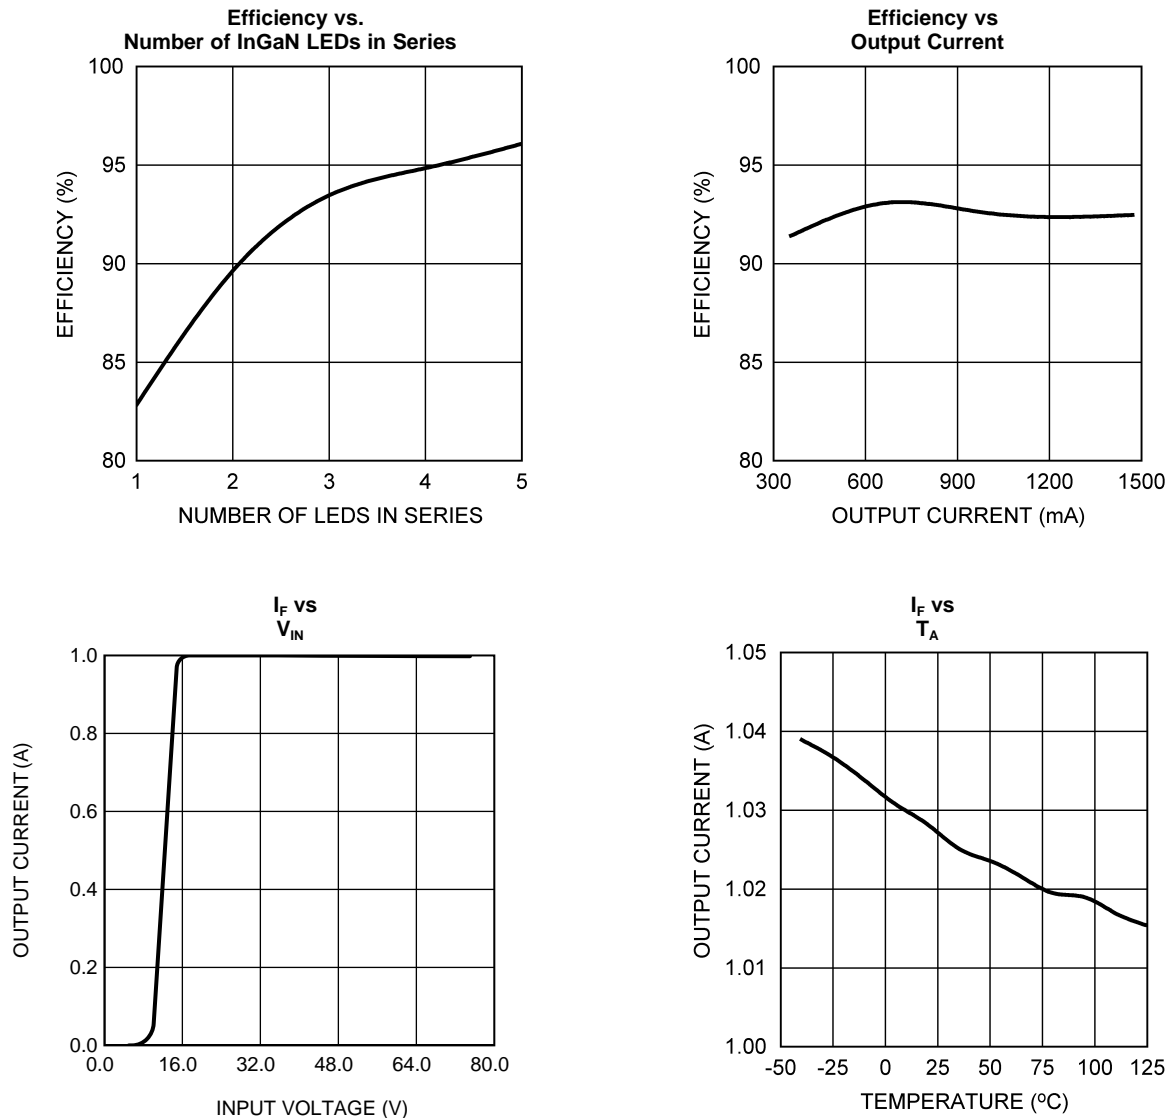 Efficiency vs.
Number of InGaN LEDs in Series
100
95
90
85
80
EFFICIENCY (%)
1 2 3 4 5
NUMBER OF LEDS IN SERIES
Efficiency vs
Output Current
100
95
90
85
80
EFFICIENCY (%)
300 600 900 1200 1500
OUTPUT CURRENT (mA)
IF vs
VIN
1.0
0.8
0.6
0.4
0.2
0.0
OUTPUT CURRENT (A)
0.0 16.0 32.0 48.0 64.0 80.0
INPUT VOLTAGE (V)
IF vs
TA
1.05
1.04
1.03
1.02
1.01
1.00
OUTPUT CURRENT (A)
-50 -25 0 25 50 75 100 125
TEMPERATURE (ºC)